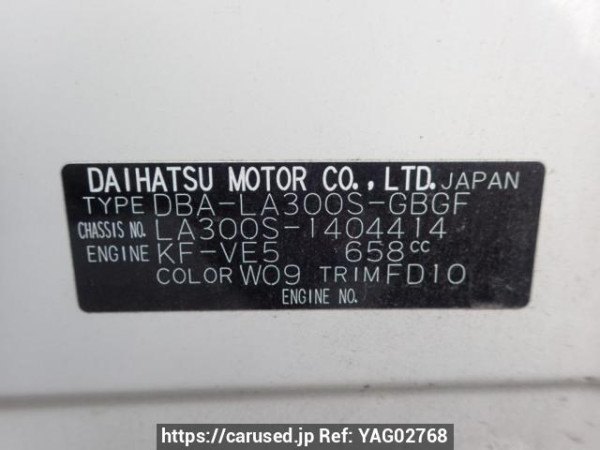 DAIHATSU MOTOR CO., LTD. JAPAN
TYPE DBA-LA300S-GBGF
CHASSIS NO. LA300S-1404414
ENGINE KF-VE5 658cc
COLOR W09 TRIM FD10
ENGINE NO.
https://carused.jp Ref: YAG02768